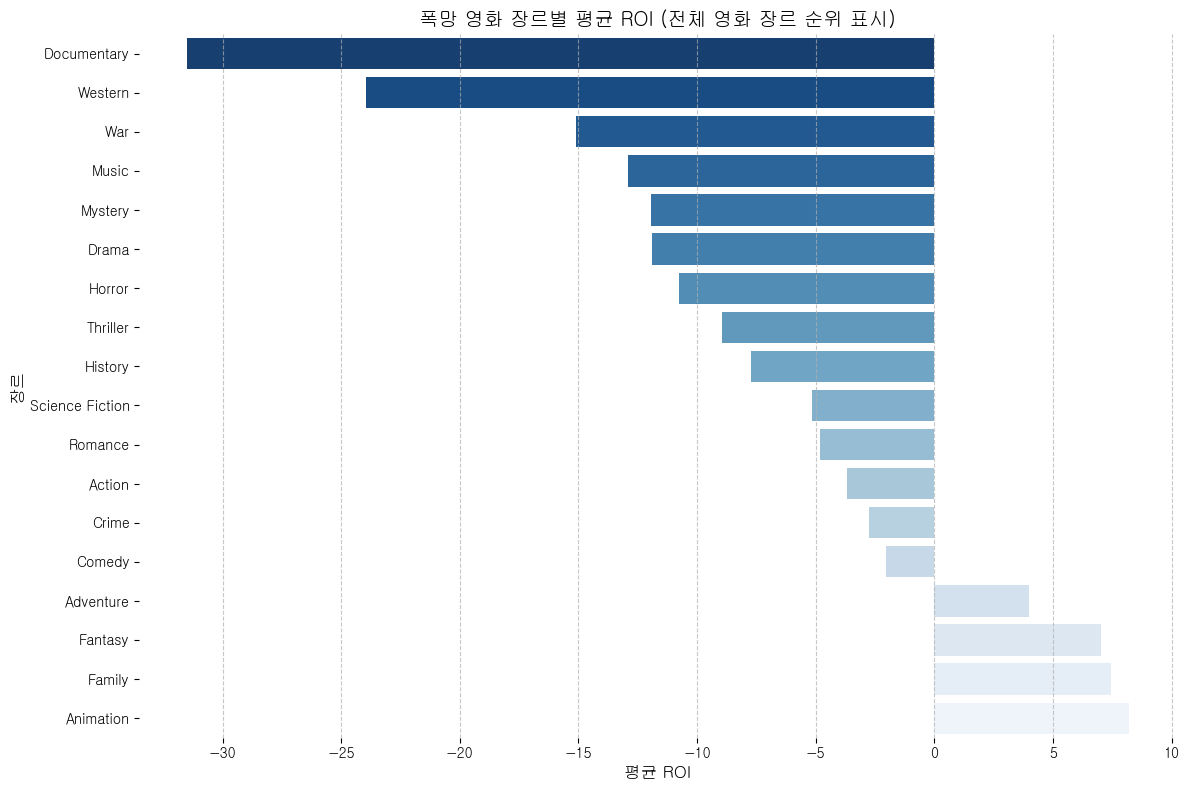 폭망 영화 장르별 평균 ROI (전체 영화 장르 순위 표시)
장르
Documentary
Western
War
Music
Mystery
Drama
Horror
Thriller
History
Science Fiction
Romance
Action
Crime
Comedy
Adventure
Fantasy
Family
Animation
−30 −25 −20 −15 −10 −5 0 5 10
평균 ROI